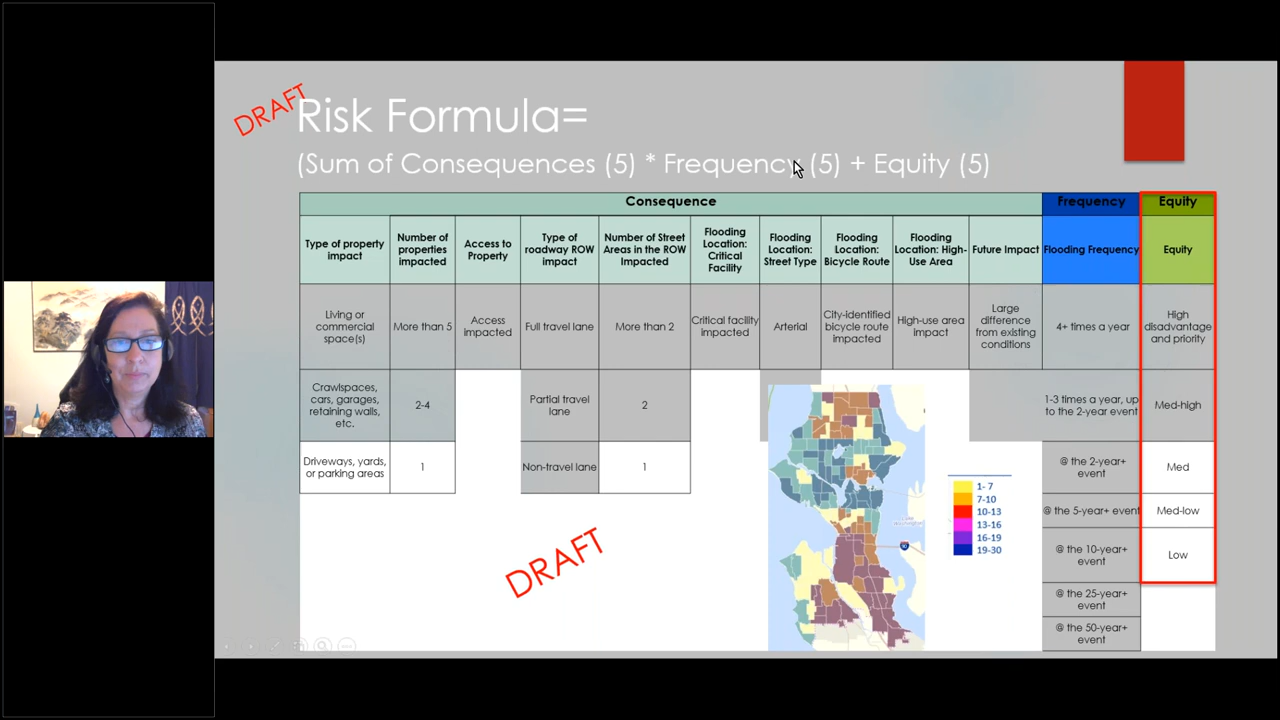 DRAFT
Risk Formula=
(Sum of Consequences (5) * Frequency (5) + Equity (5)
Consequence
Frequency
Equity
Type of property
impact
Number of
properties
impacted
Access to
Property
Type of
roadway ROW
impact
Number of Street
Areas in the ROW
Impacted
Flooding
Location:
Critical
Facility
Flooding
Location:
Street Type
Flooding
Location:
Bicycle Route
Flooding
Location: High-
Use Area
Future Impact
Flooding Frequency
Equity
Living or
commercial
space(s)
More than 5
Access
impacted
Full travel lane
More than 2
Critical facility
impacted
Arterial
City-identified
bicycle route
impacted
High-use area
impact
Large
difference
from existing
conditions
4+ times a year
High
disadvantage
and priority
Crawlspaces,
cars, garages,
retaining walls,
etc.
2-4
Partial travel
lane
2
1-3 times a year, up
to the 2-year event
Med-high
Driveways, yards,
or parking areas
1
Non-travel lane
1
@ the 2-year+
event
Med
@ the 5-year+ event
Med-low
@ the 10-year+
event
Low
@ the 25-year+
event
@ the 50-year+
event
1- 7
7-10
10-13
13-16
16-19
19-30
DRAFT